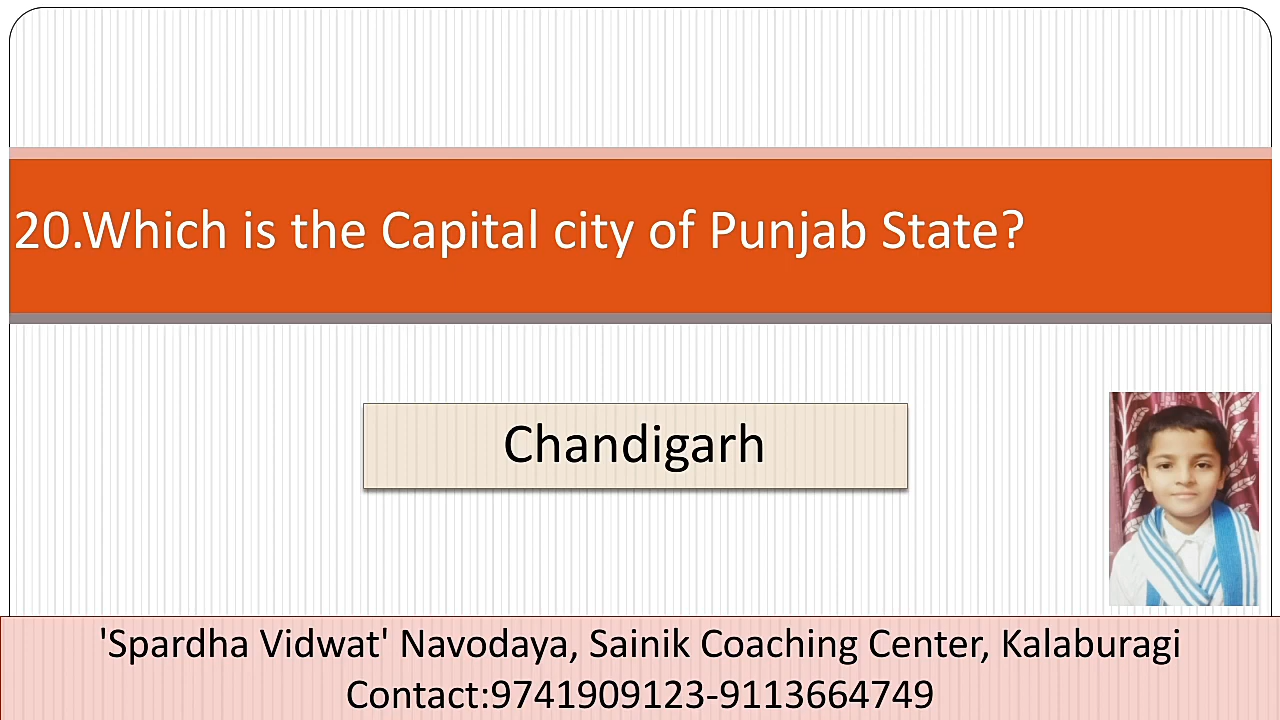 20.Which is the Capital city of Punjab State?
Chandigarh
'Spardha Vidwat' Navodaya, Sainik Coaching Center, Kalaburagi
Contact:9741909123-9113664749